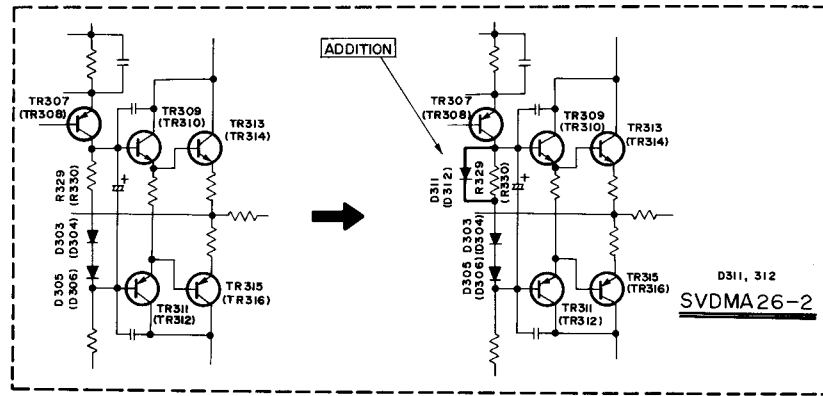 TR307
(TR308)
TR309
(TR310)
TR313
(TR314)
R329
(R330)
+
D303
(D304)
D305
(D306)
TR311
(TR312)
TR315
(TR316)
ADDITION
TR307
(TR308)
TR309
(TR310)
TR313
(TR314)
D311
(D312)
R329
(R330)
+
D303
(D304)
D305
(D306)
TR311
(TR312)
TR315
(TR316)
D311, 312
SVDMA26-2